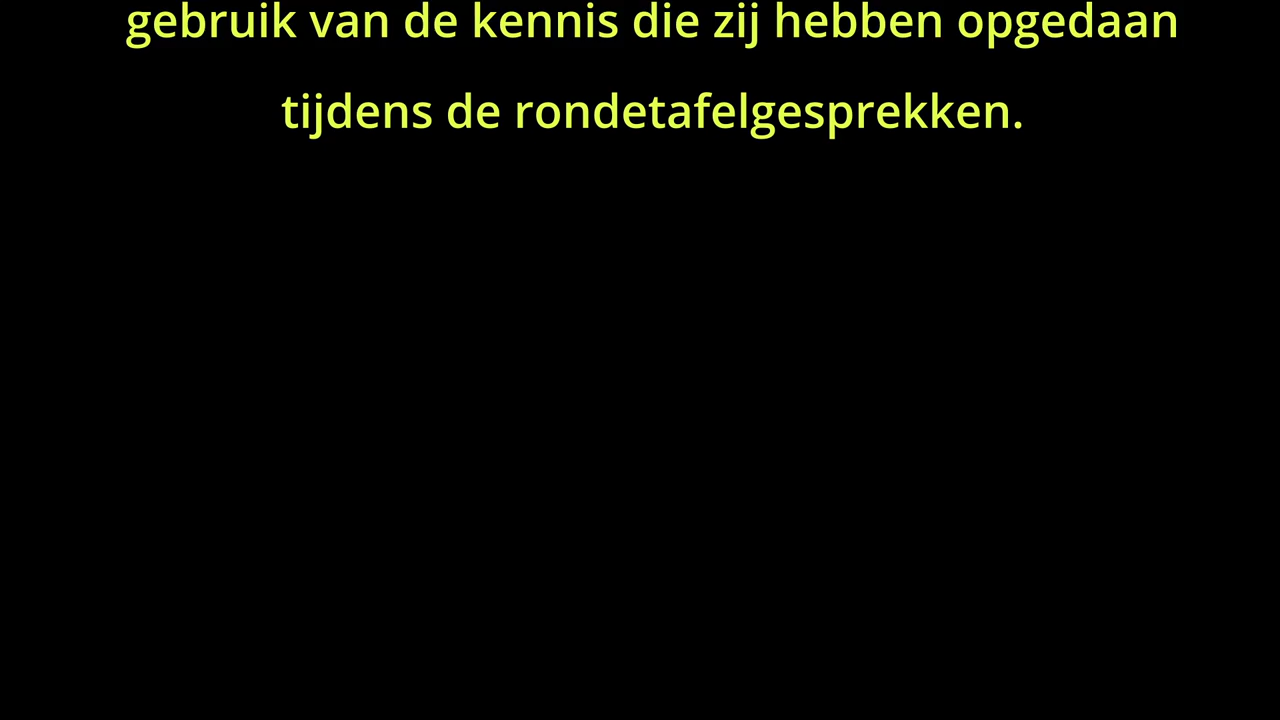 gebruik van de kennis die zij hebben opgedaan
tijdens de rondetafelgesprekken.